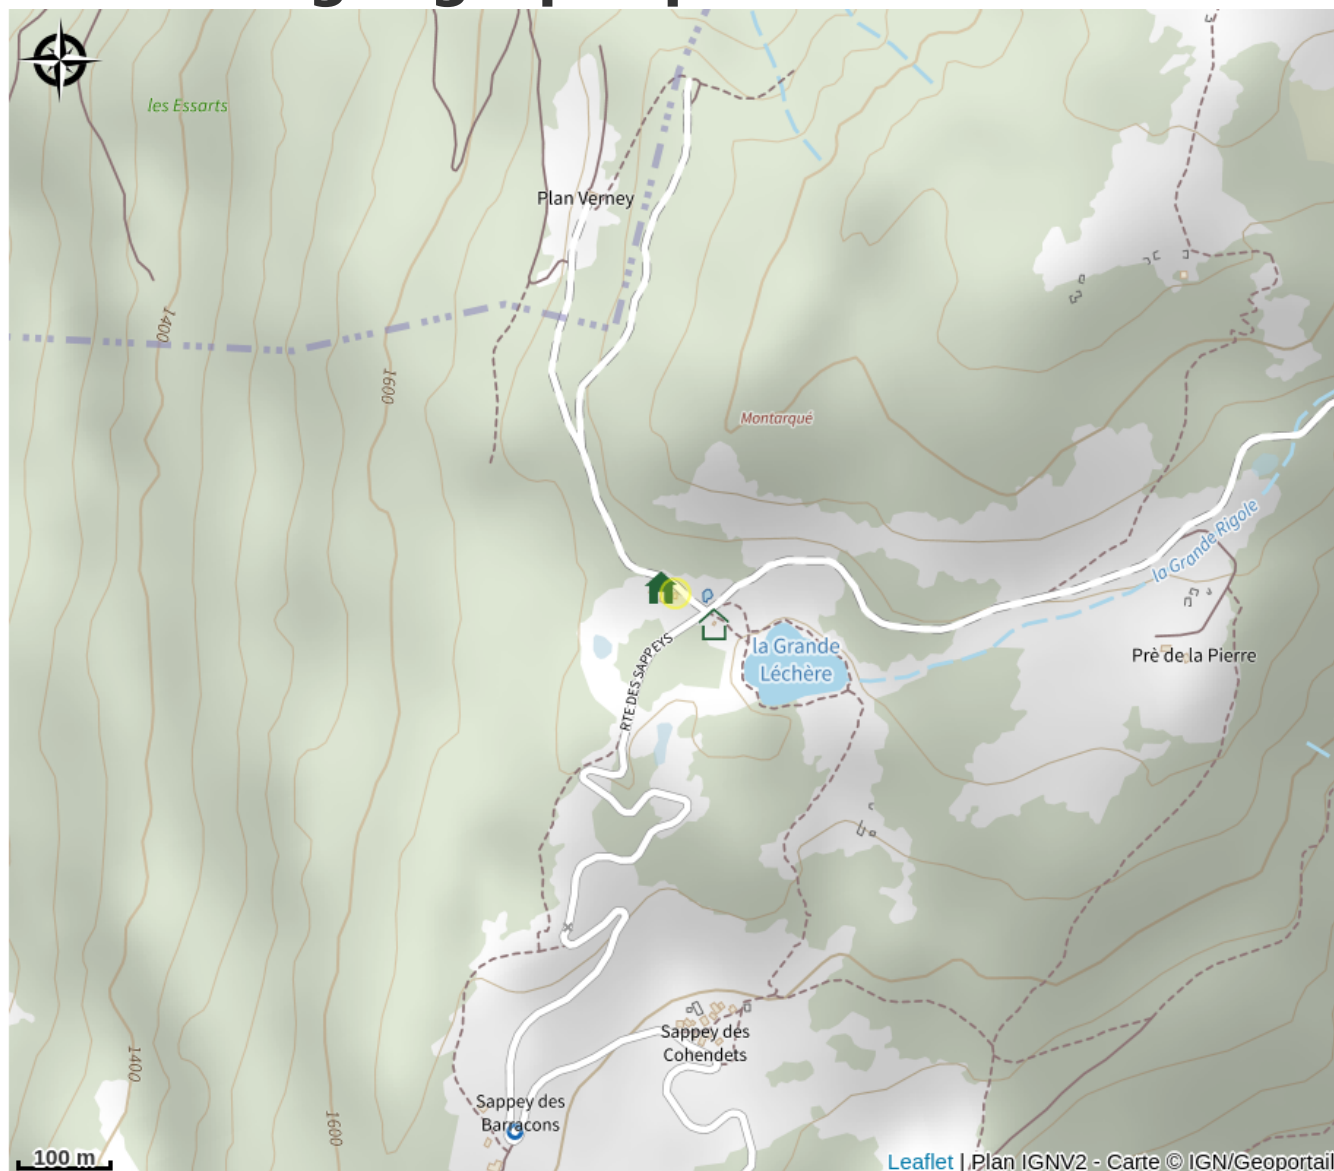 les Essarts
Plan Verney
1400
1600
Montarqué
la Grande Rigole
la Grande
Léchère
RTE DES SAPPEYS
Prè de la Pierre
Sappey des
Cohendets
1400
Sappey des
Barracons
1600
100 m
Leaflet | Plan IGNV2 - Carte © IGN/Geoportail